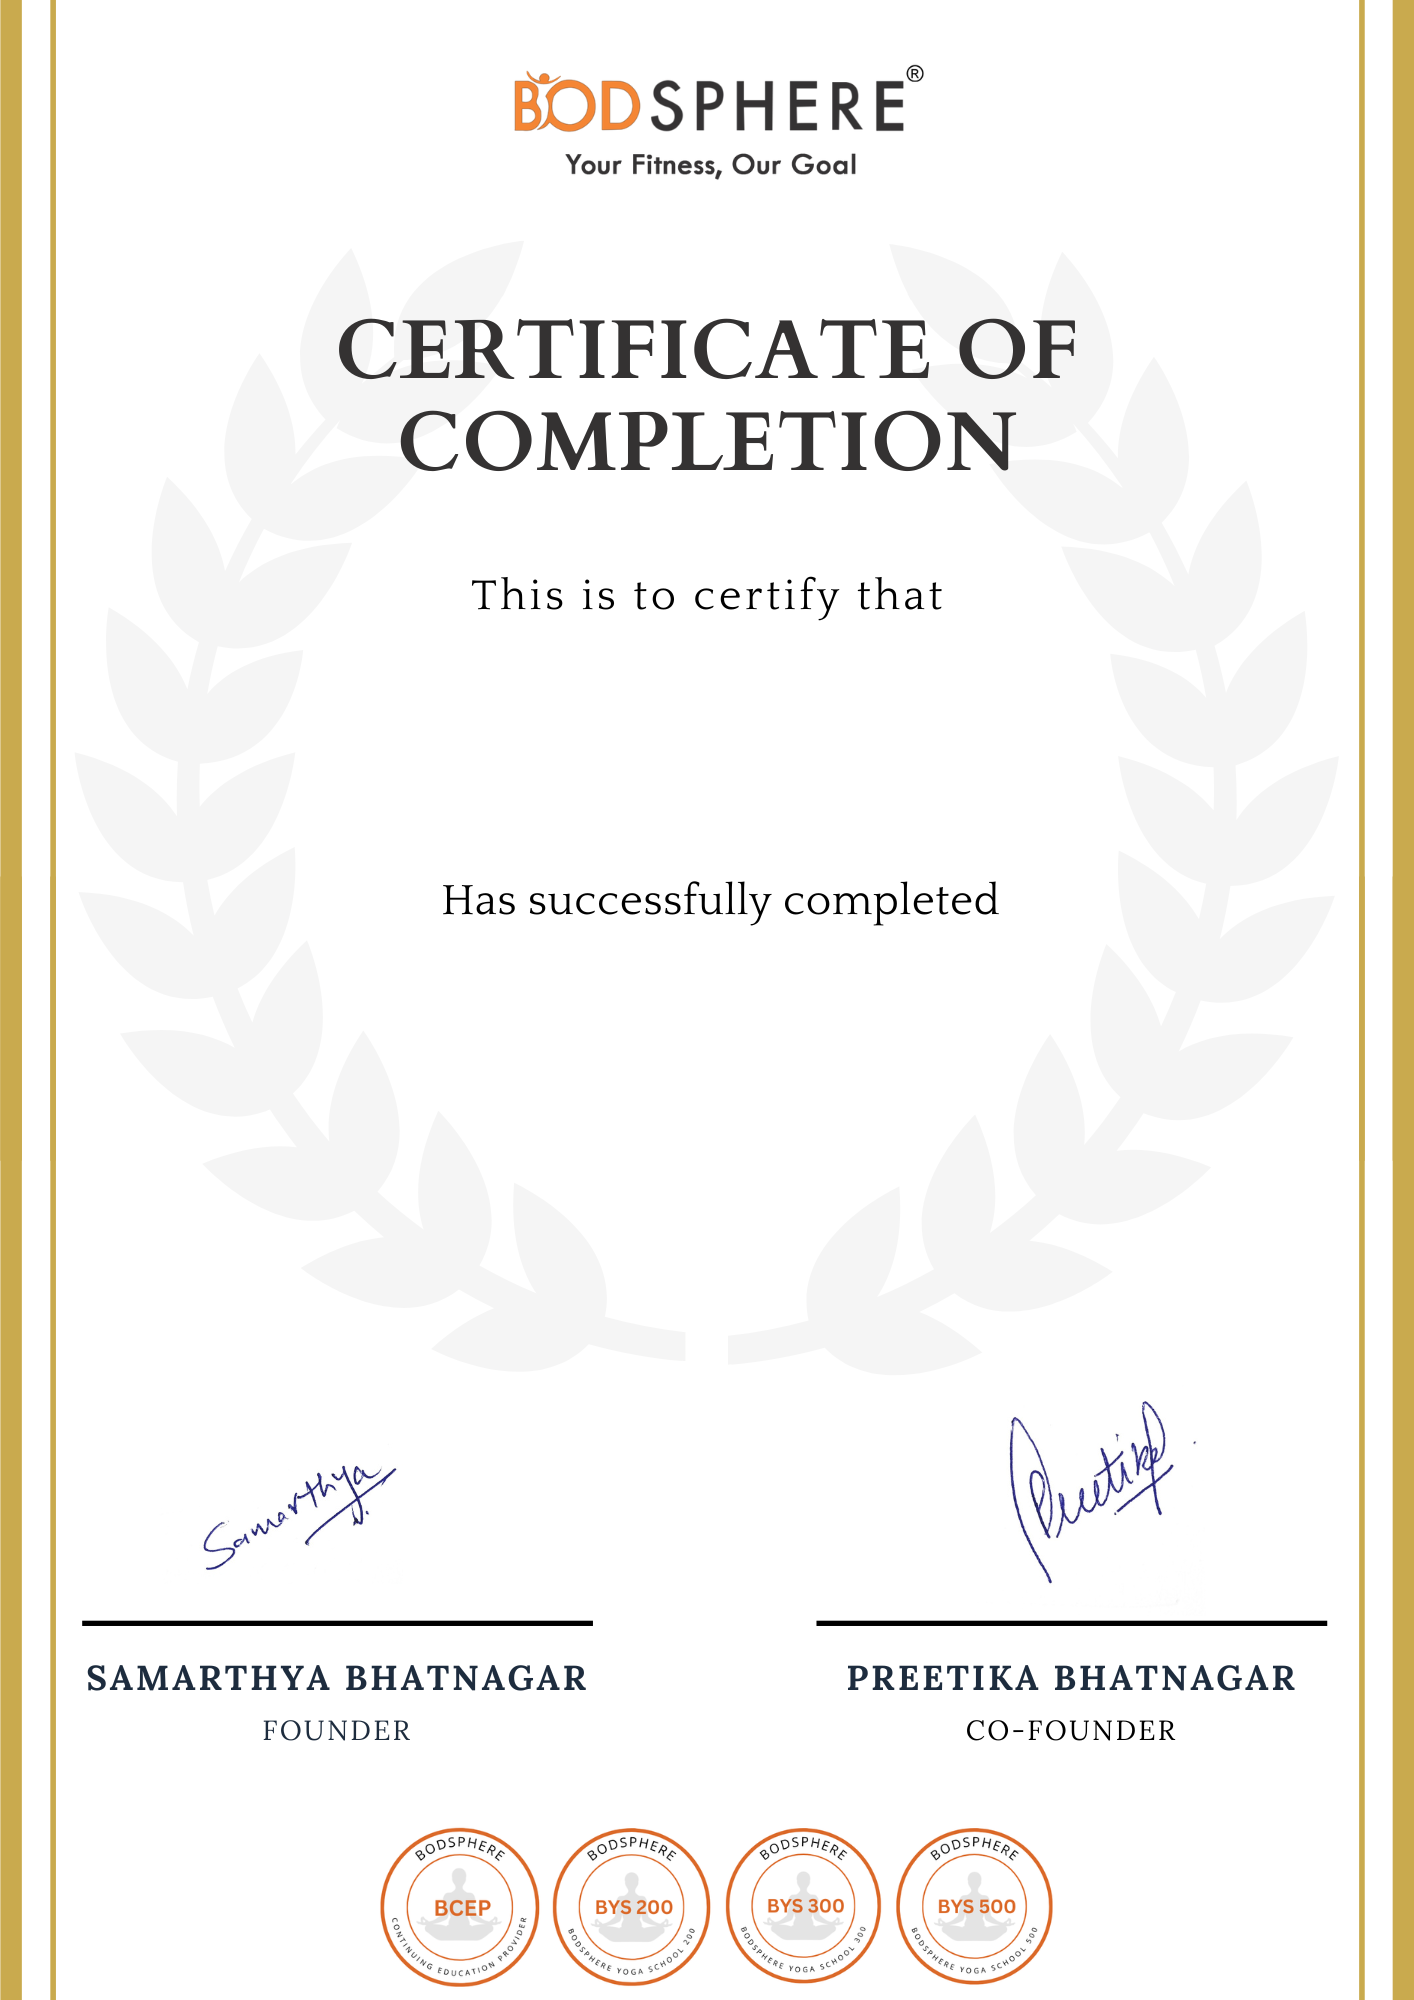 BODSPHERE®
Your Fitness, Our Goal
CERTIFICATE OF
COMPLETION
This is to certify that
Has successfully completed
Samarthya
Preetika
SAMARTHYA BHATNAGAR
FOUNDER
PREETIKA BHATNAGAR
CO-FOUNDER
BODSPHERE
BCEP
CONTINUING EDUCATION PROVIDER
BODSPHERE
BYS 200
BODSPHERE YOGA SCHOOL 200
BODSPHERE
BYS 300
BODSPHERE YOGA SCHOOL 300
BODSPHERE
BYS 500
BODSPHERE YOGA SCHOOL 500